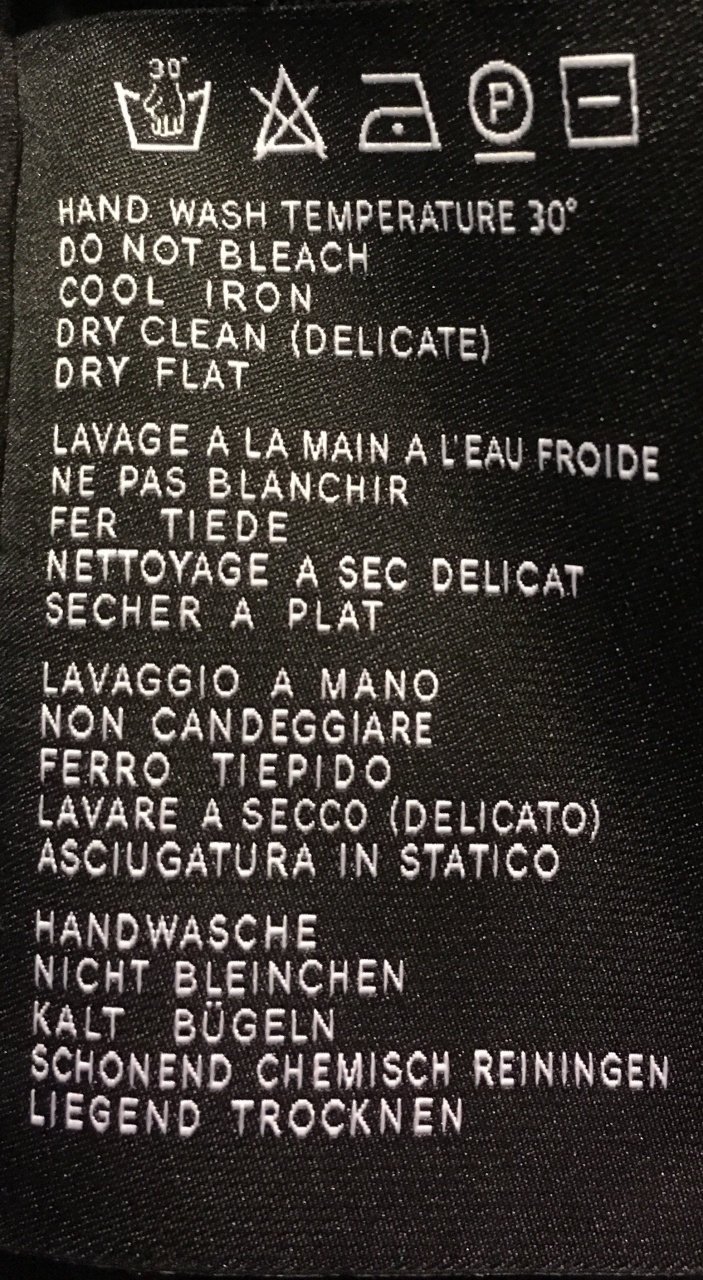 30°
P
HAND WASH TEMPERATURE 30°
DO NOT BLEACH
COOL IRON
DRY CLEAN (DELICATE)
DRY FLAT
LAVAGE A LA MAIN A L'EAU FROIDE
NE PAS BLANCHIR
FER TIEDE
NETTOYAGE A SEC DELICAT
SECHER A PLAT
LAVAGGIO A MANO
NON CANDEGGIARE
FERRO TIEPIDO
LAVARE A SECCO (DELICATO)
ASCIUGATURA IN STATICO
HANDWASCHE
NICHT BLEINCHEN
KALT BÜGELN
SCHONEND CHEMISCH REININGEN
LIEGEND TROCKNEN